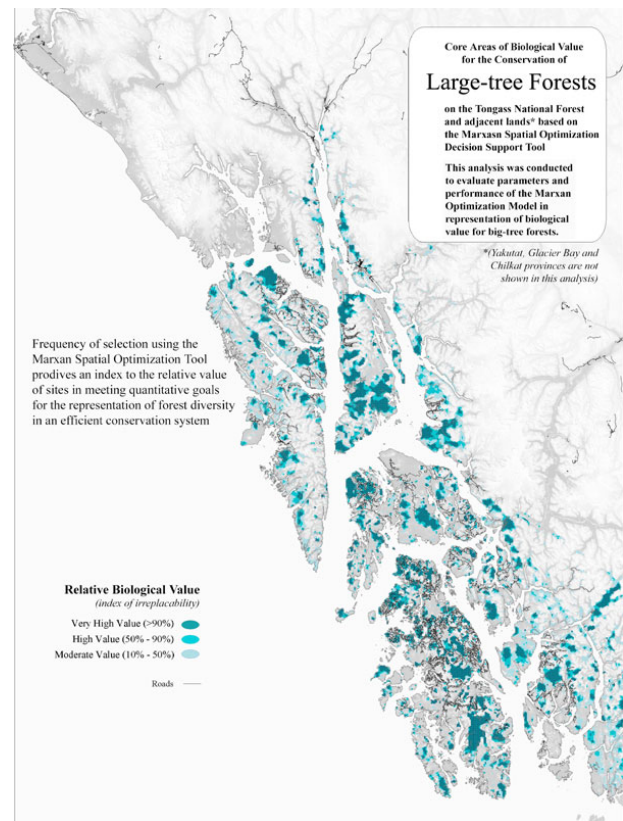 Core Areas of Biological Value
for the Conservation of
Large-tree Forests
on the Tongass National Forest
and adjacent lands* based on
the Marxasn Spatial Optimization
Decision Support Tool
This analysis was conducted
to evaluate parameters and
performance of the Marxan
Optimization Model in
representation of biological
value for big-tree forests.
*(Yakutat, Glacier Bay and
Chilkat provinces are not
shown in this analysis)
Frequency of selection using the
Marxan Spatial Optimization Tool
prodives an index to the relative value
of sites in meeting quantitative goals
for the representation of forest diversity
in an efficient conservation system
Relative Biological Value
(index of irreplacability)
Very High Value (>90%)
High Value (50% - 90%)
Moderate Value (10% - 50%)
Roads